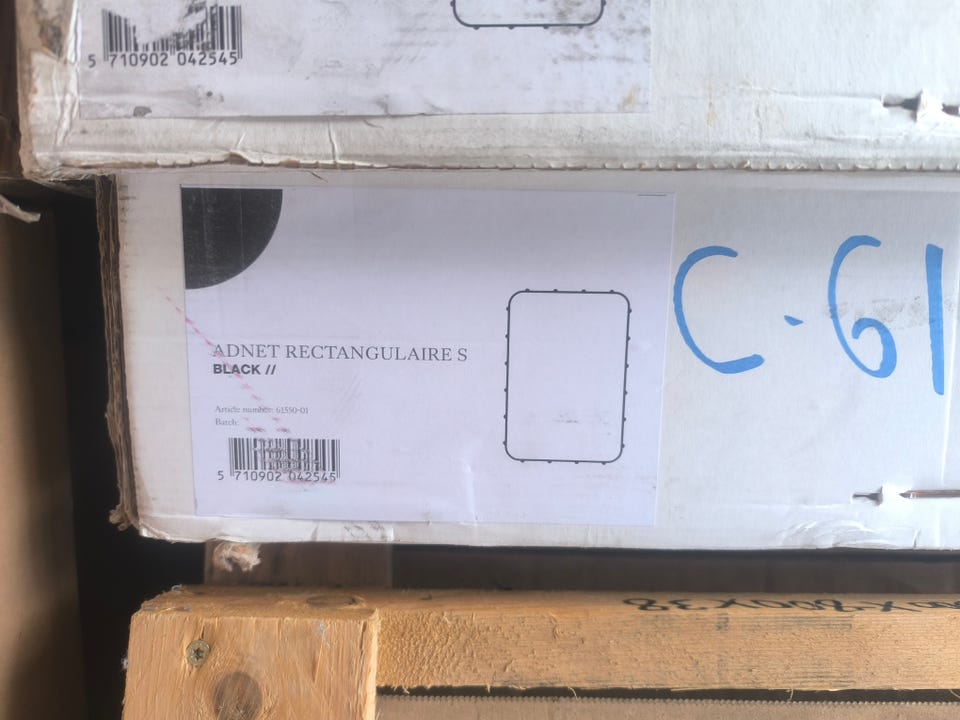 5 710902 042545
ADNET RECTANGULAIRE S
BLACK //
Article number: 61550-01
Batch:
5 710902 042545
C-61